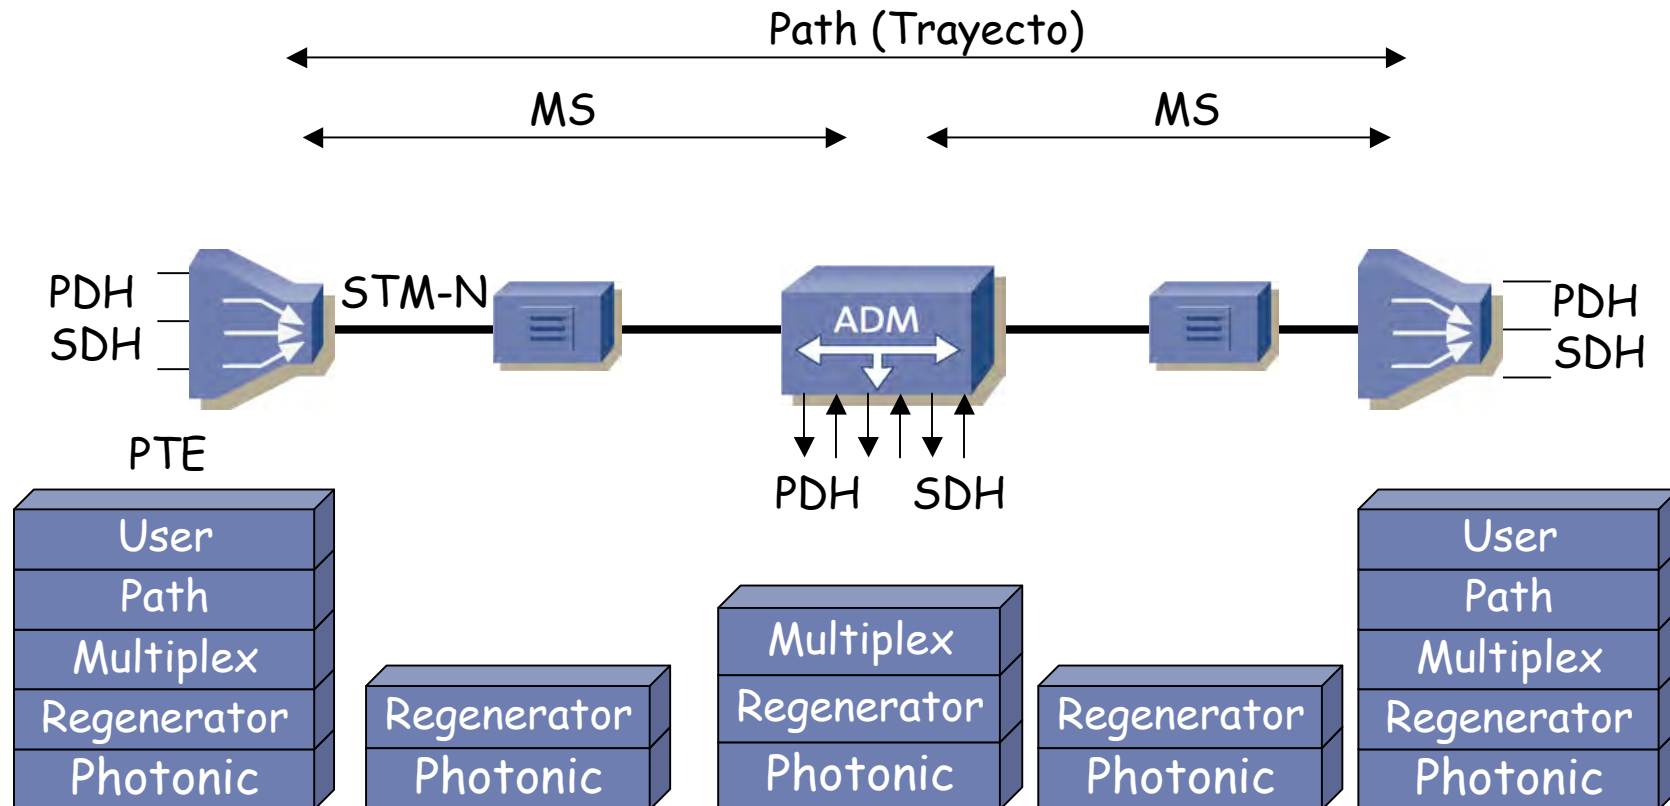 Path (Trayecto)
MS
MS
PDH
SDH
STM-N
ADM
PDH
SDH
PTE
PDH
SDH
User
Path
Multiplex
Regenerator
Photonic
Regenerator
Photonic
Multiplex
Regenerator
Photonic
Regenerator
Photonic
User
Path
Multiplex
Regenerator
Photonic